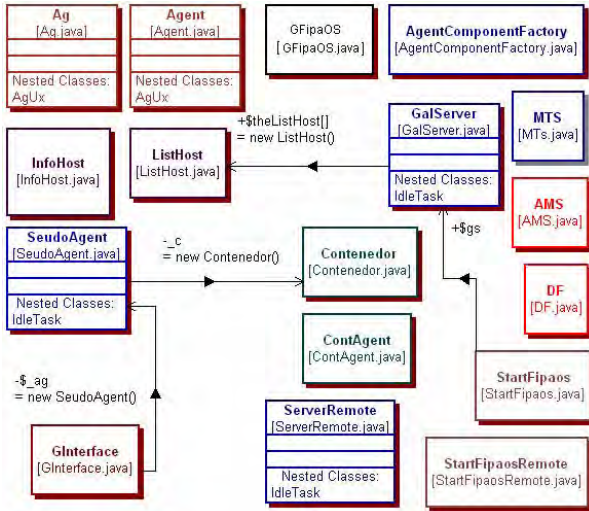 Ag
[Ag.java]
Nested Classes:
AgUx
Agent
[Agent.java]
Nested Classes:
AgUx
GFipaOS
[GFipaOS.java]
AgentComponentFactory
[AgentComponentFactory.java]
InfoHost
[InfoHost.java]
ListHost
[ListHost.java]
+$theListHost[]
= new ListHost()
GalServer
[GalServer.java]
Nested Classes:
IdleTask
MTS
[MTs.java]
AMS
[AMS.java]
SeudoAgent
[SeudoAgent.java]
Nested Classes:
IdleTask
-_c
= new Contenedor()
Contenedor
[Contenedor.java]
+$gs
DF
[DF.java]
ContAgent
[ContAgent.java]
StartFipaos
[StartFipaos.java]
-$_ag
= new SeudoAgent()
GInterface
[GInterface.java]
ServerRemote
[ServerRemote.java]
Nested Classes:
IdleTask
StartFipaosRemote
[StartFipaosRemote.java]